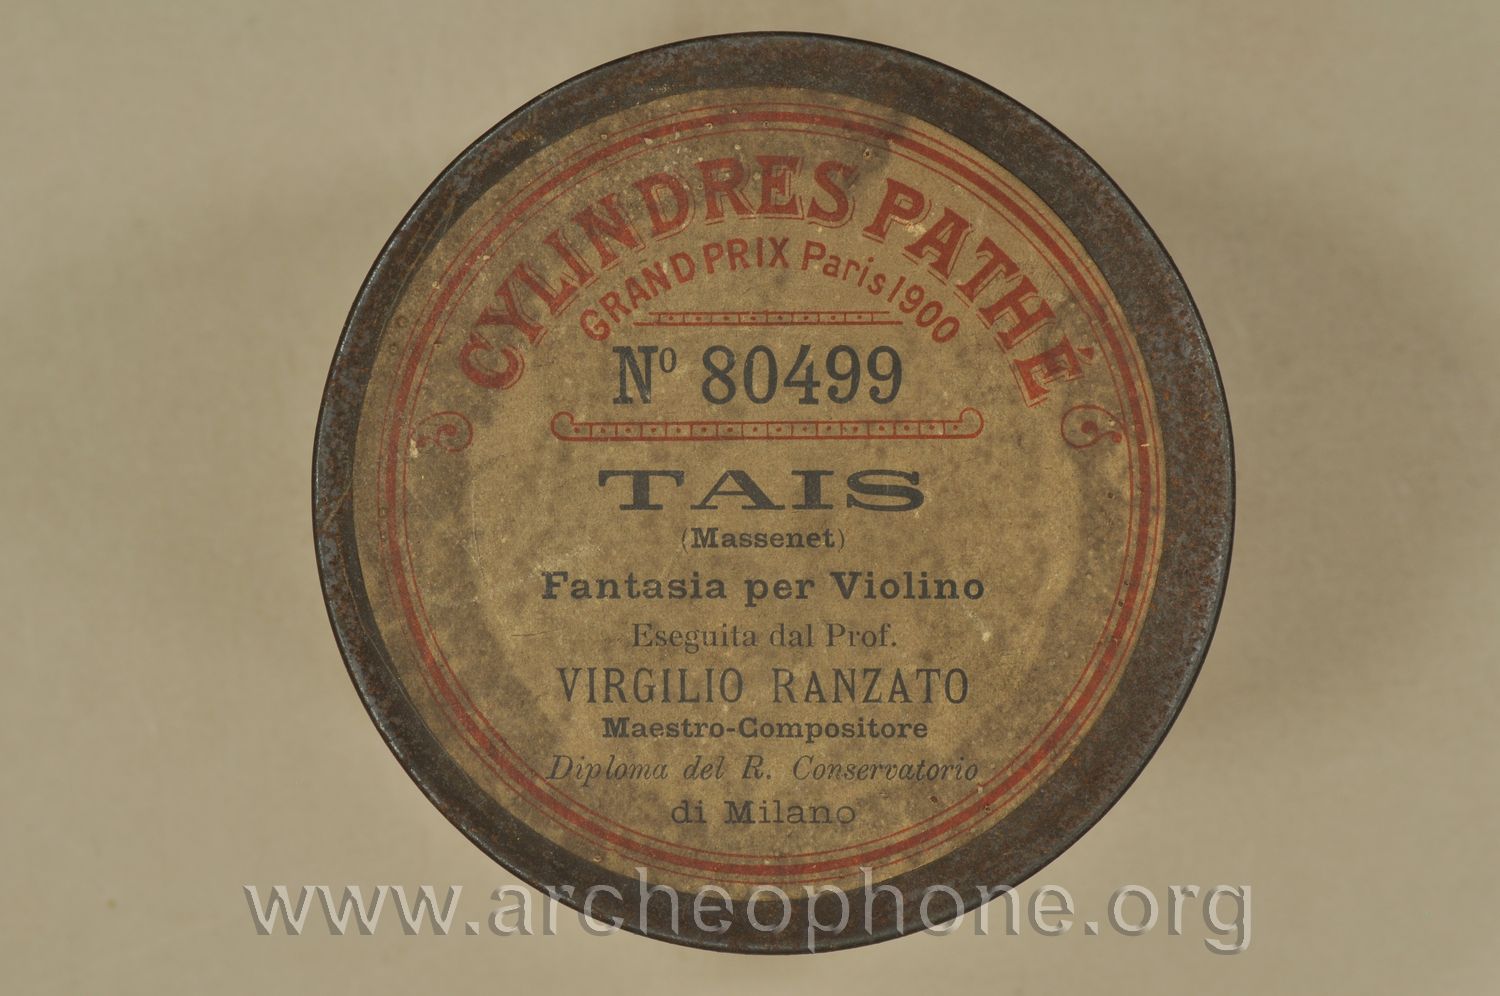 CYLINDRES PATHÉ
GRAND PRIX Paris 1900
Nº 80499
TAIS
(Massenet)
Fantasia per Violino
Eseguita dal Prof.
VIRGILIO RANZATO
Maestro-Compositore
Diploma del R. Conservatorio
di Milano
www.archeophone.org